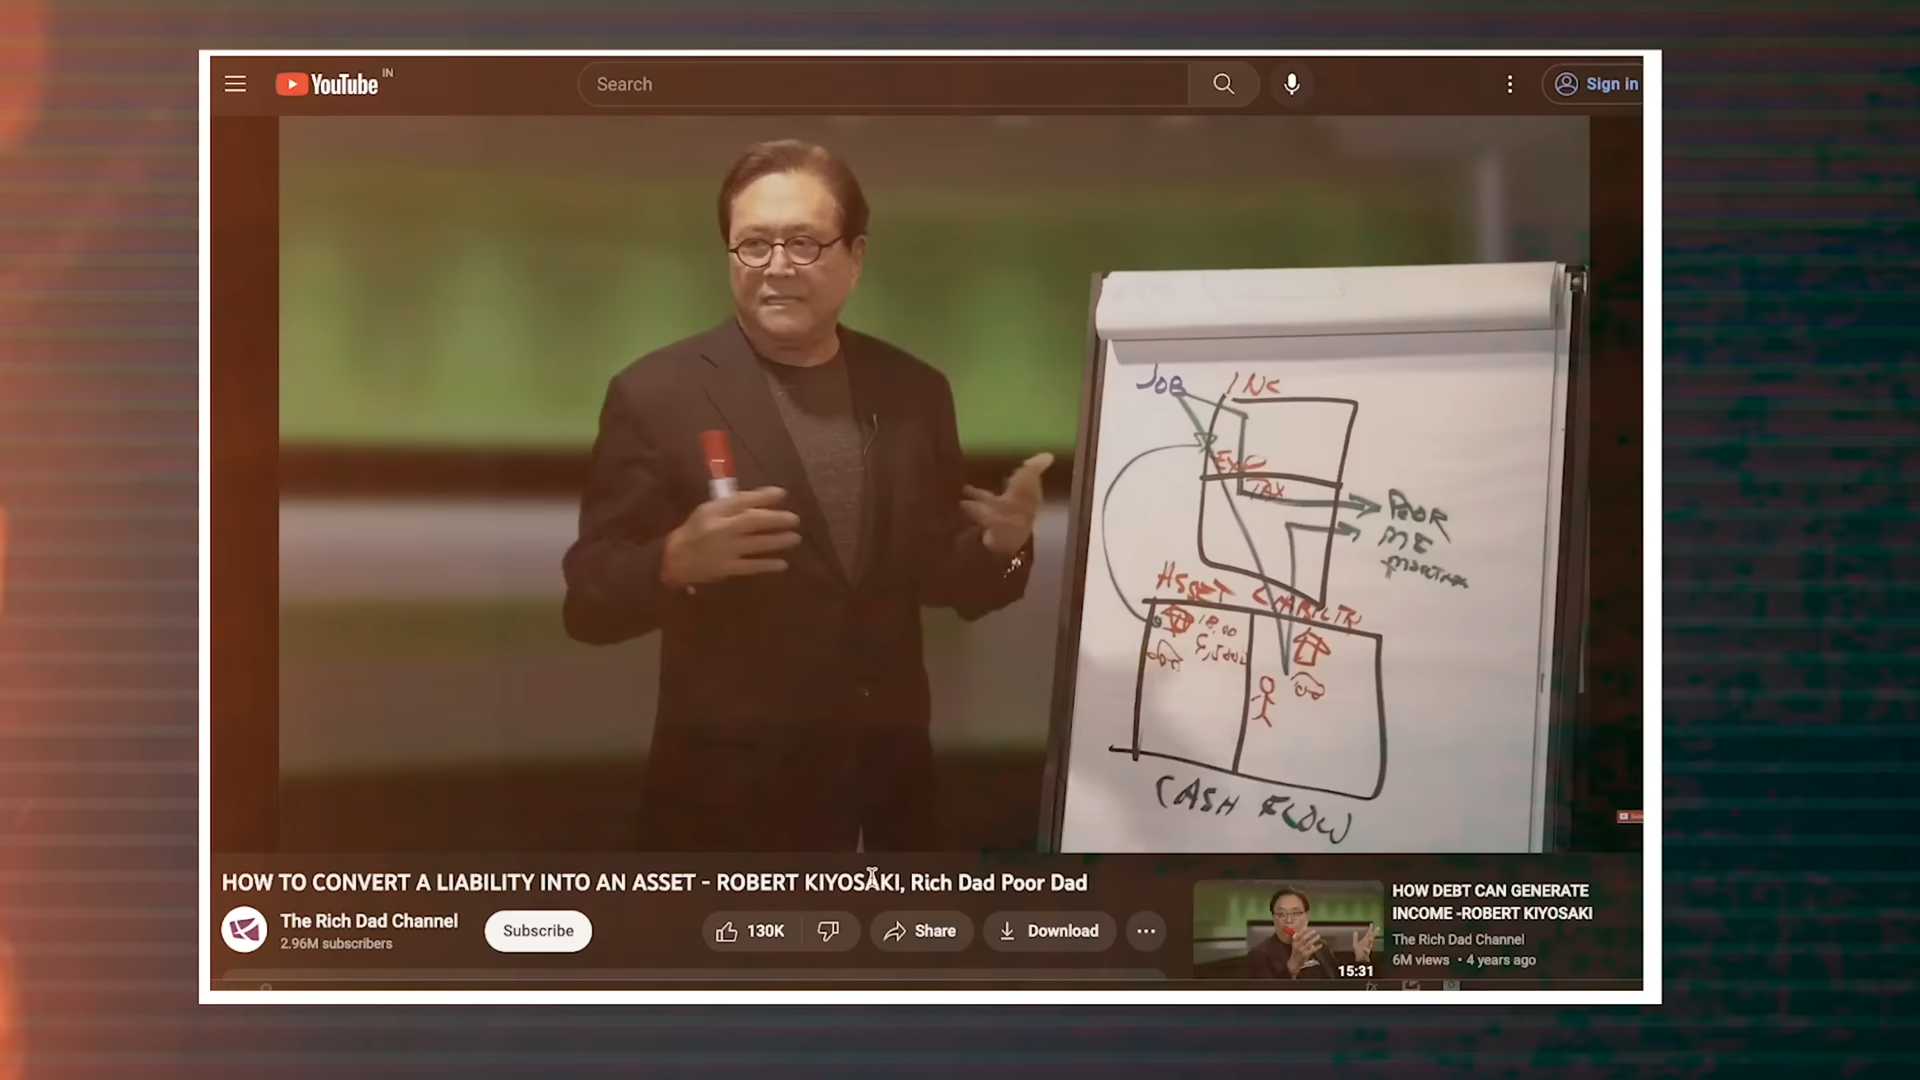 YouTube IN
Search
Sign in
JOB
INC
EXP
TAX
POOR
ME
ASSET
CASH FLOW
HOW TO CONVERT A LIABILITY INTO AN ASSET - ROBERT KIYOSAKI, Rich Dad Poor Dad
The Rich Dad Channel
2.96M subscribers
Subscribe
130K
Share
Download
HOW DEBT CAN GENERATE
INCOME -ROBERT KIYOSAKI
The Rich Dad Channel
6M views • 4 years ago
15:31